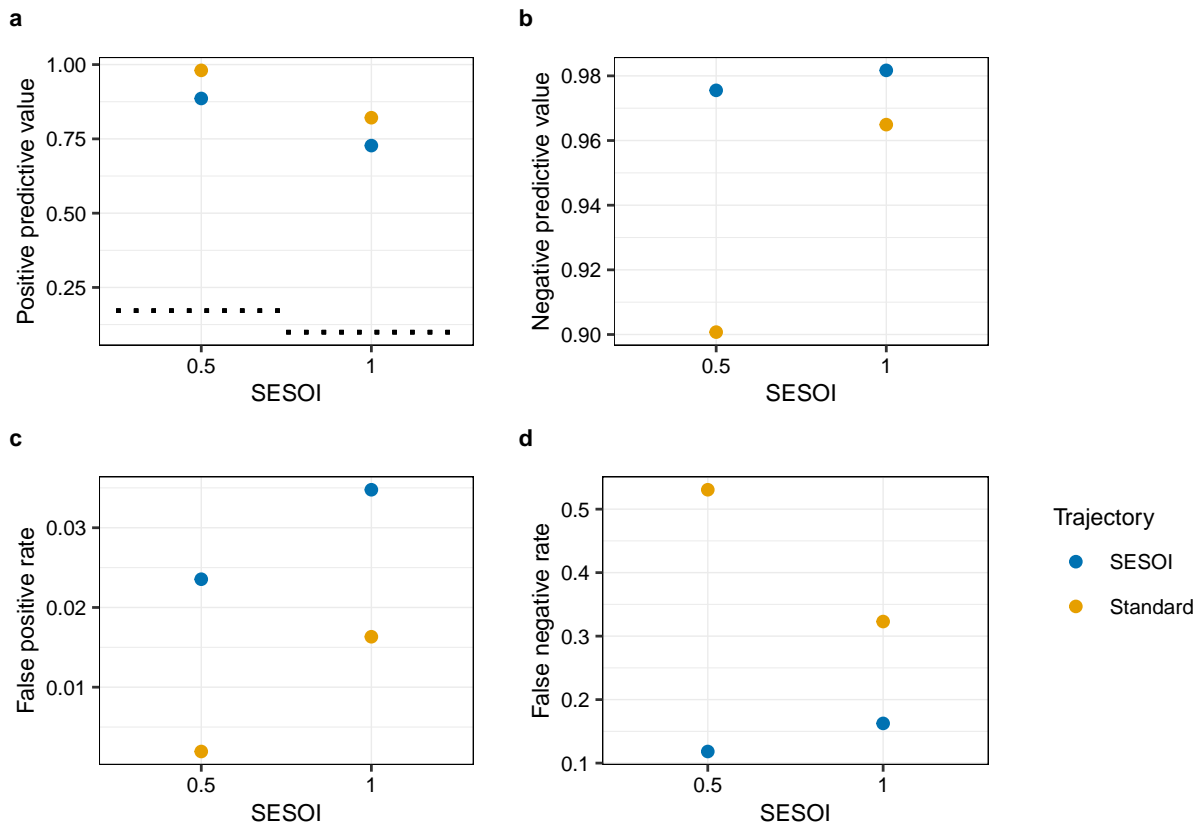 a
Positive predictive value
1.00
0.75
0.50
0.25
0.5
1
SESOI
b
Negative predictive value
0.98
0.96
0.94
0.92
0.90
0.5
1
SESOI
c
False positive rate
0.03
0.02
0.01
0.5
1
SESOI
d
False negative rate
0.5
0.4
0.3
0.2
0.1
0.5
1
SESOI
Trajectory
SESOI
Standard